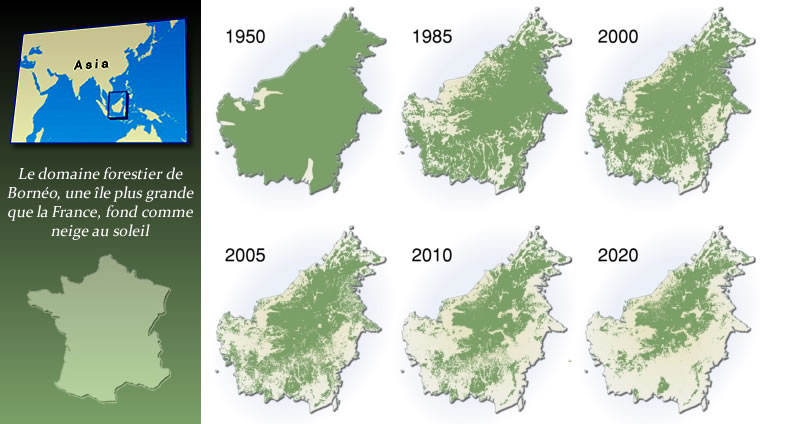 Asia
Le domaine forestier de
Bornéo, une île plus grande
que la France, fond comme
neige au soleil
1950
1985
2000
2005
2010
2020